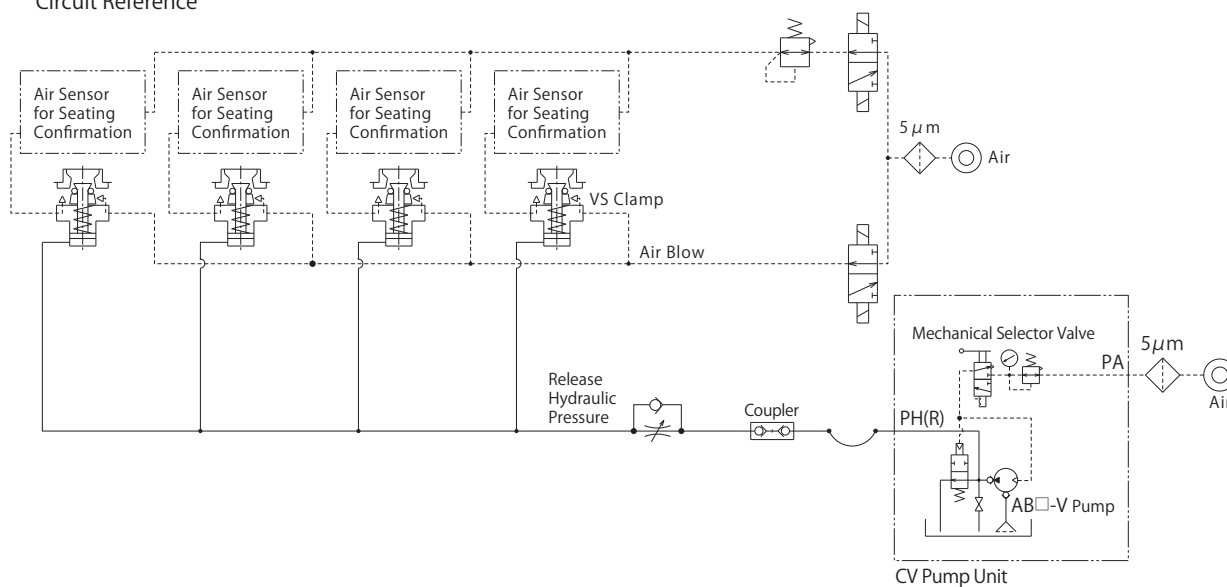 Circuit Reference
Air Sensor
for Seating
Confirmation
Air Sensor
for Seating
Confirmation
Air Sensor
for Seating
Confirmation
Air Sensor
for Seating
Confirmation
5μm
Air
VS Clamp
Air Blow
Mechanical Selector Valve
5μm
PA
Air
Release
Hydraulic
Pressure
Coupler
PH(R)
AB□-V Pump
CV Pump Unit